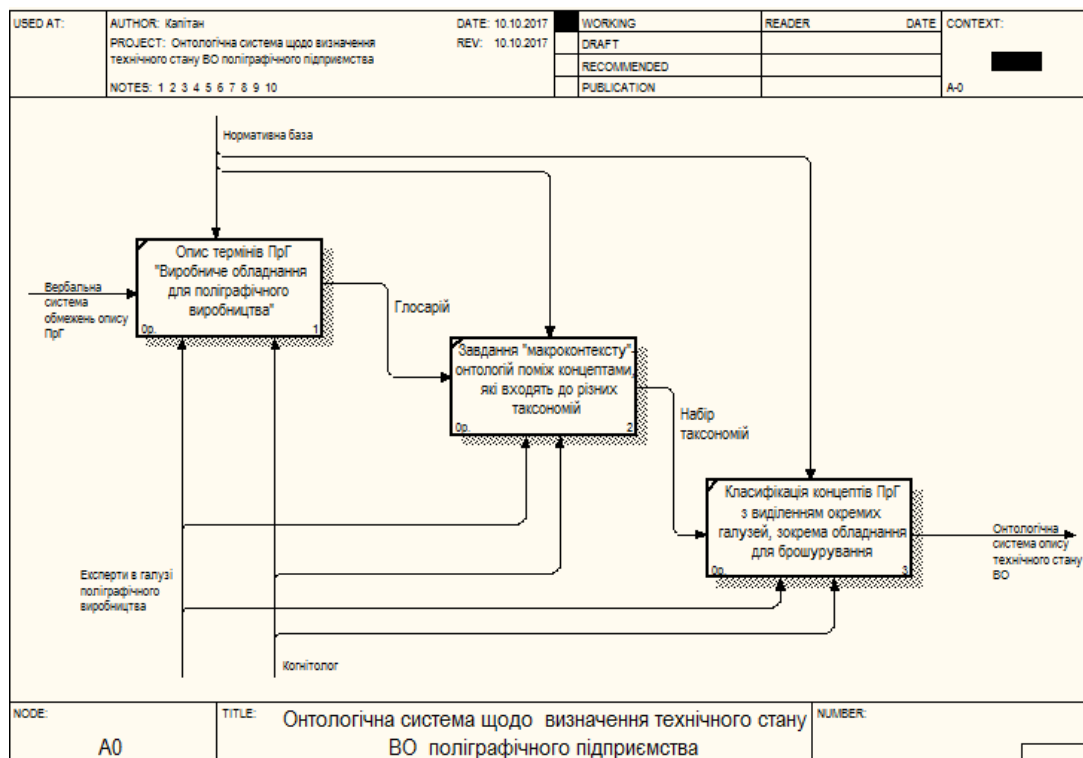 USED AT:
AUTHOR: Капітан
DATE: 10.10.2017
WORKING
READER
DATE
CONTEXT:
PROJECT: Онтологічна система щодо визначення
REV: 10.10.2017
DRAFT
технічного стану ВО поліграфічного підприємства
RECOMMENDED
NOTES: 1 2 3 4 5 6 7 8 9 10
PUBLICATION
A-0
Нормативна база
Опис термінів ПрГ
"Виробниче обладнання
для поліграфічного
виробництва"
0р.
1
Вербальна
система
обмежень опису
ПрГ
Глосарій
Завдання "макроконтексту"-
онтологій поміж концептами,
які входять до різних
таксономій
0р.
2
Набір
таксономій
Класифікація концептів ПрГ
з виділенням окремих
галузей, зокрема обладнання
для брошурування
0р.
3
Онтологічна
система опису
технічного стану
ВО
Експерти в галузі
поліграфічного
виробництва
Когнітолог
NODE:
A0
TITLE:
Онтологічна система щодо визначення технічного стану
ВО поліграфічного підприємства
NUMBER: